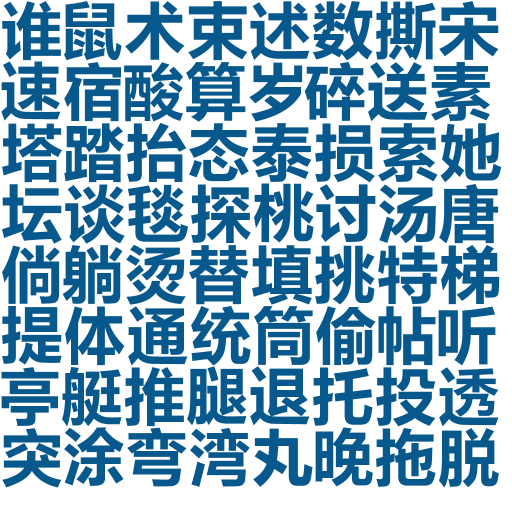 谁鼠术束述数撕宋
速宿酸算岁碎送素
塔踏抬态泰损索她
坛谈毯探桃讨汤唐
倘躺烫替填挑特梯
提体通统筒偷帖听
亭艇推腿退托投透
突涂弯湾丸晚拖脱